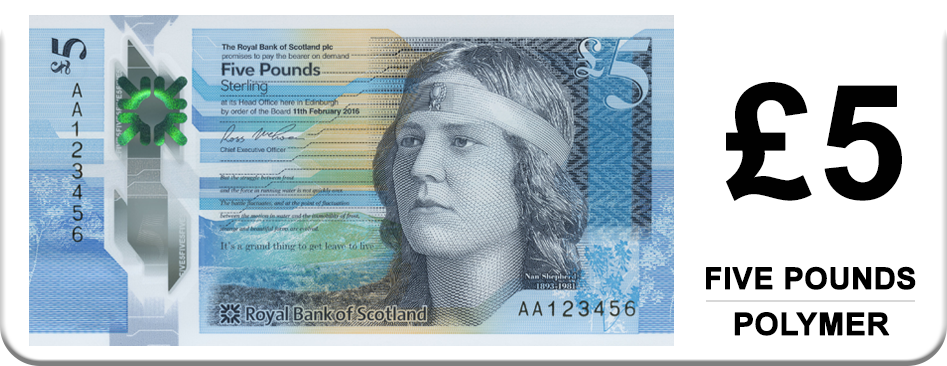 £5
AA123456
The Royal Bank of Scotland plc
promises to pay the bearer on demand
Five Pounds
Sterling
at its Head Office here in Edinburgh
by order of the Board 11th February 2016
Chief Executive Officer
But the struggle between frost
and the force in running water is not quickly over.
The battle fluctuates, and at the point of fluctuation
between the motion in water and the immobility of frost,
strange and beautiful forms are evolved.
It's a grand thing to get leave to live
Royal Bank of Scotland
£5
Nan Shepherd
1893-1981
AA123456
£5
FIVE POUNDS
POLYMER